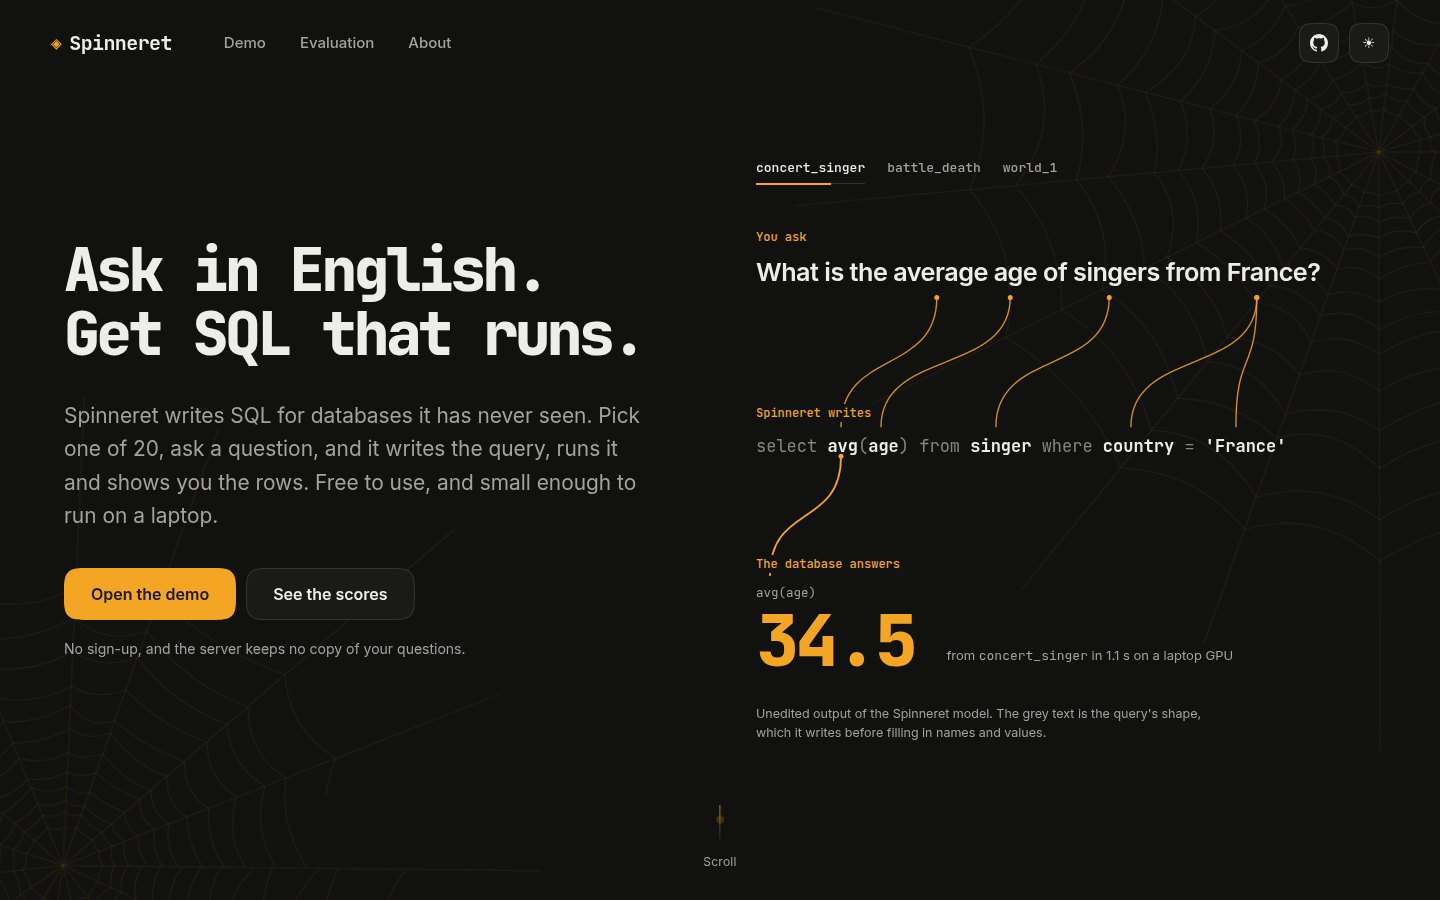 Spinneret
Demo
Evaluation
About
Ask in English.
Get SQL that runs.
Spinneret writes SQL for databases it has never seen. Pick
one of 20, ask a question, and it writes the query, runs it
and shows you the rows. Free to use, and small enough to
run on a laptop.
Open the demo
See the scores
No sign-up, and the server keeps no copy of your questions.
concert_singer
battle_death
world_1
You ask
What is the average age of singers from France?
Spinneret writes
select avg(age) from singer where country = 'France'
The database answers
avg(age)
34.5
from concert_singer in 1.1 s on a laptop GPU
Unedited output of the Spinneret model. The grey text is the query's shape,
which it writes before filling in names and values.
Scroll